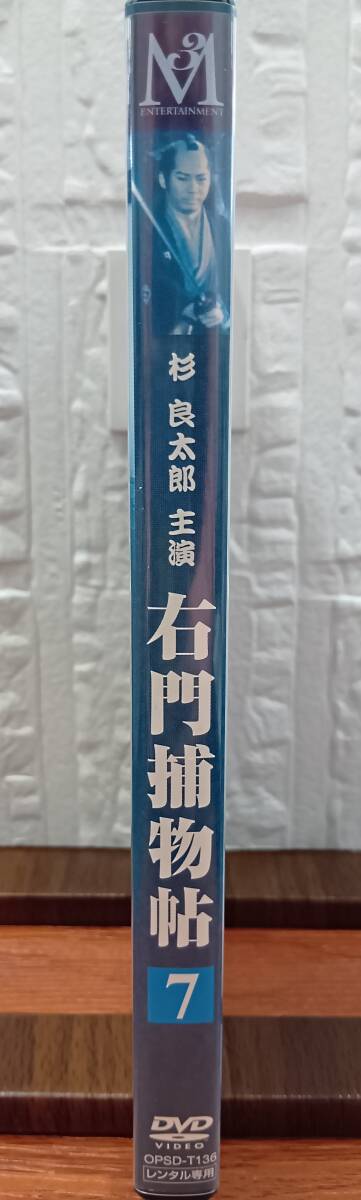 M3
ENTERTAINMENT
杉 良太郎 主演
右門捕物帖
7
DVD
VIDEO
OPSD-T136
レンタル専用